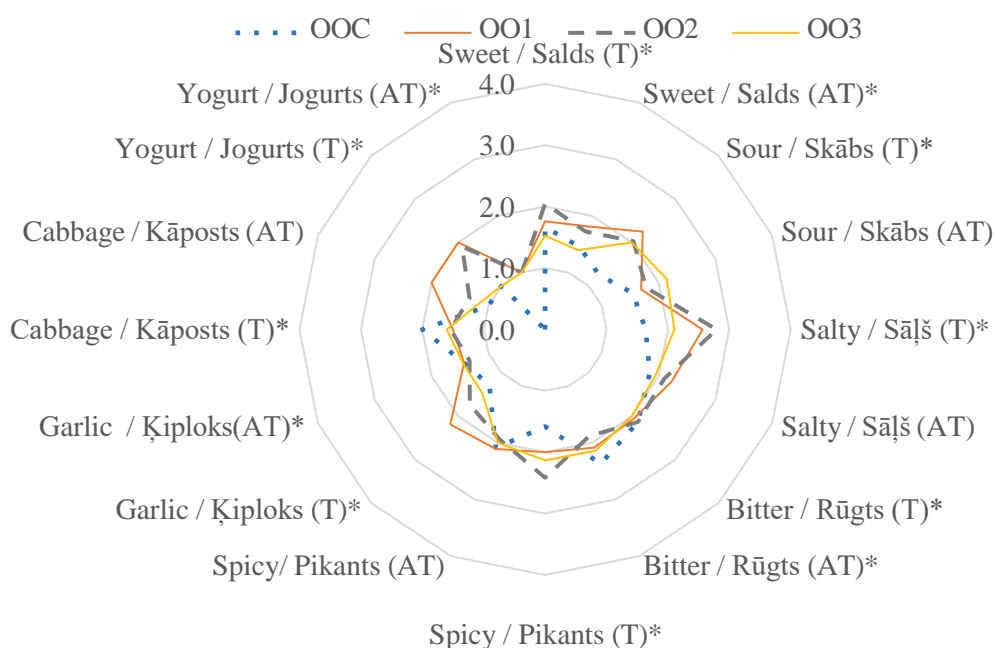 OOC OO1 OO2 OO3
Sweet / Salds (T)*
4.0
Yogurt / Jogurts (AT)*
Sweet / Salds (AT)*
3.0
Yogurt / Jogurts (T)*
Sour / Skābs (T)*
2.0
Cabbage / Kāposts (AT)
Sour / Skābs (AT)
1.0
Cabbage / Kāposts (T)*
0.0
Salty / Sāļš (T)*
Garlic / Ķiploks(AT)*
Salty / Sāļš (AT)
Garlic / Ķiploks (T)*
Bitter / Rūgts (T)*
Spicy/ Pikants (AT)
Bitter / Rūgts (AT)*
Spicy / Pikants (T)*